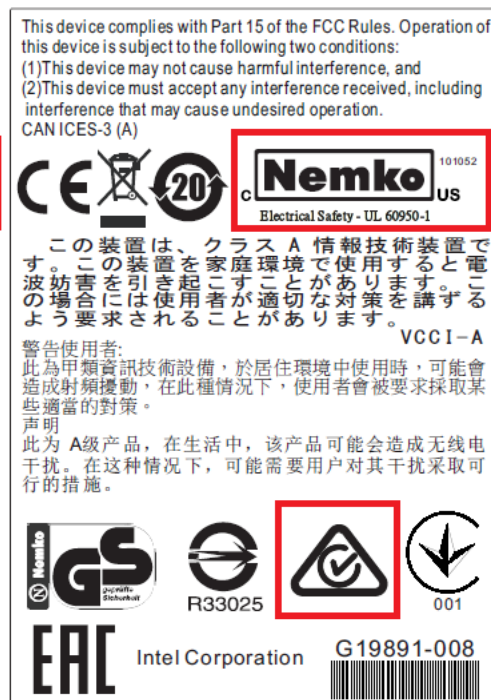 This device complies with Part 15 of the FCC Rules. Operation of
this device is subject to the following two conditions:
(1)This device may not cause harmful interference, and
(2)This device must accept any interference received, including
interference that may cause undesired operation.
CAN ICES-3 (A)
CE
20
c Nemko US
101052
Electrical Safety - UL 60950-1
この装置は、クラス A 情報技術装置で
す。この装置を家庭環境で使用すると電
波妨害を引き起こすことがあります。こ
の場合には使用者が適切な対策を講ずる
よう要求されることがあります。
VCCI-A
警告使用者:
此為甲類資訊技術設備，於居住環境中使用時，可能會
造成射頻擾動，在此種情況下，使用者會被要求採取某
些適當的對策。
声明
此为 A级产品，在生活中，该产品可能会造成无线电
干扰。在这种情况下，可能需要用户对其干扰采取可
行的措施。
N Nemko
GS
geprüfte
Sicherheit
R33025
001
EAC
Intel Corporation
G19891-008